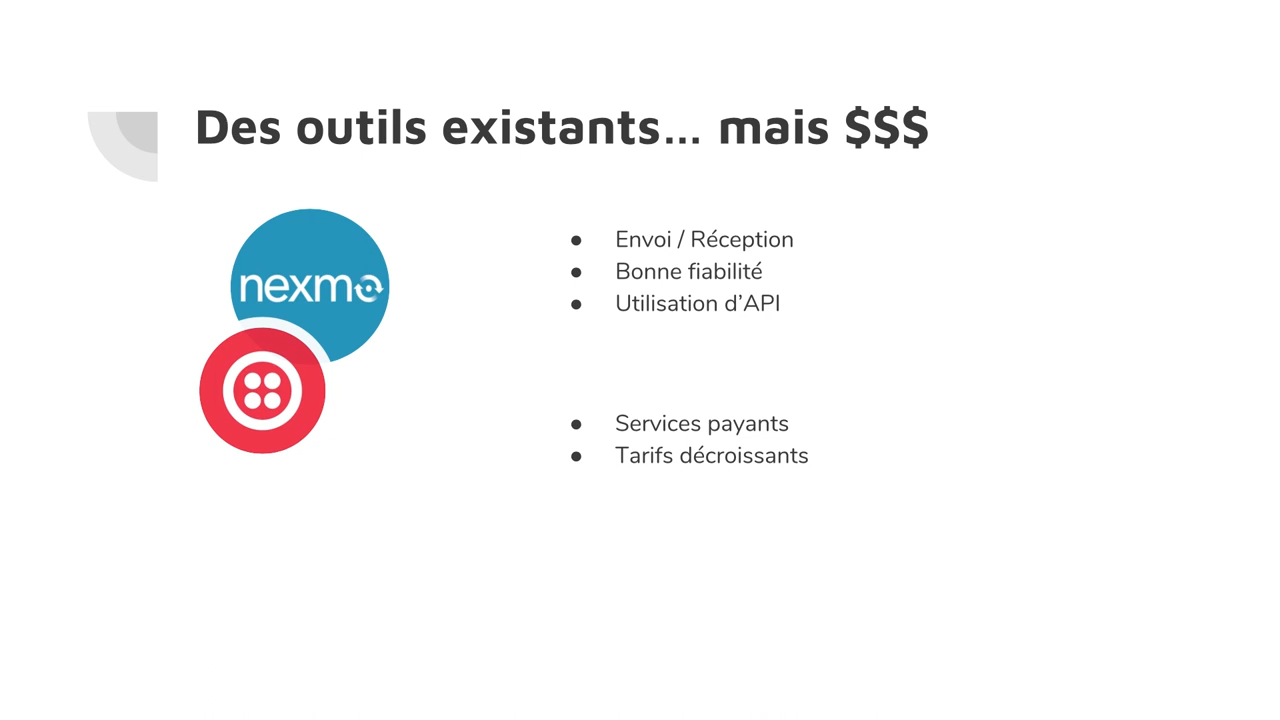 Des outils existants... mais $$$
nexmo
● Envoi / Réception
● Bonne fiabilité
● Utilisation d’API
● Services payants
● Tarifs décroissants